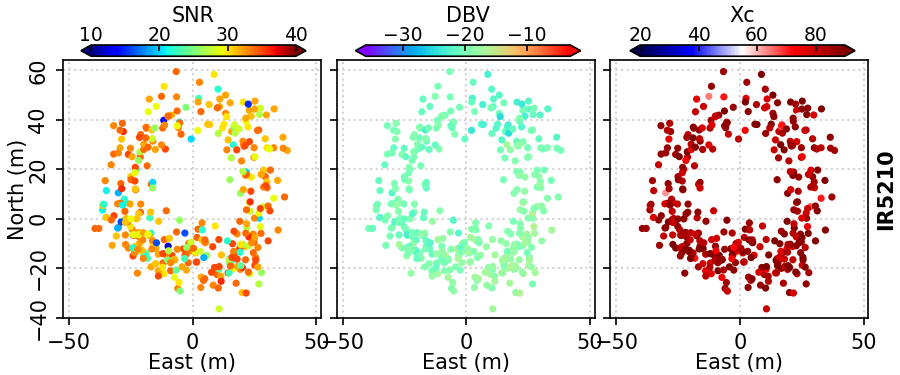 SNR DBV Xc
10 20 30 40 −30 −20 −10 20 40 60 80
60
40
20
0
−20
−40
North (m)
IR5210
−50 0 50 −50 0 50 −50 0 50
East (m) East (m) East (m)